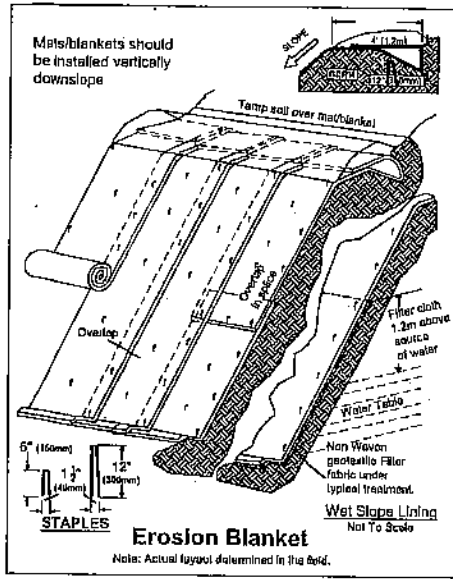 Mats/blankets should
be installed vertically
downslope
SLOPE
4' (1.2m)
12"
Tamp soil over mat/blanket
Overlap
in splice
Overlap
Filter cloth
1.2m above
source
of water
Water Table
Non Woven
geotextile Filter
fabric under
typical treatment.
6" (150mm)
1 1/2"
(40mm)
12"
(300mm)
STAPLES
Wet Slope Lining
Not To Scale
Erosion Blanket
Note: Actual layout determined in the field.